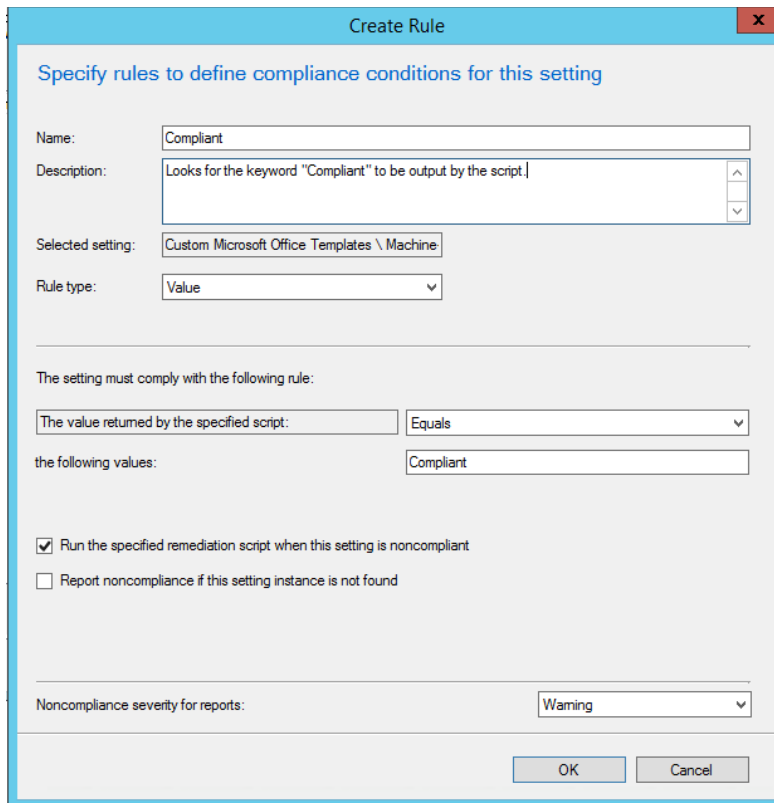 Create Rule
x
Specify rules to define compliance conditions for this setting
Name:
Compliant
Description:
Looks for the keyword "Compliant" to be output by the script.
Selected setting:
Custom Microsoft Office Templates \ Machine-
Rule type:
Value
The setting must comply with the following rule:
The value returned by the specified script:
Equals
the following values:
Compliant
Run the specified remediation script when this setting is noncompliant
Report noncompliance if this setting instance is not found
Noncompliance severity for reports:
Warning
OK
Cancel